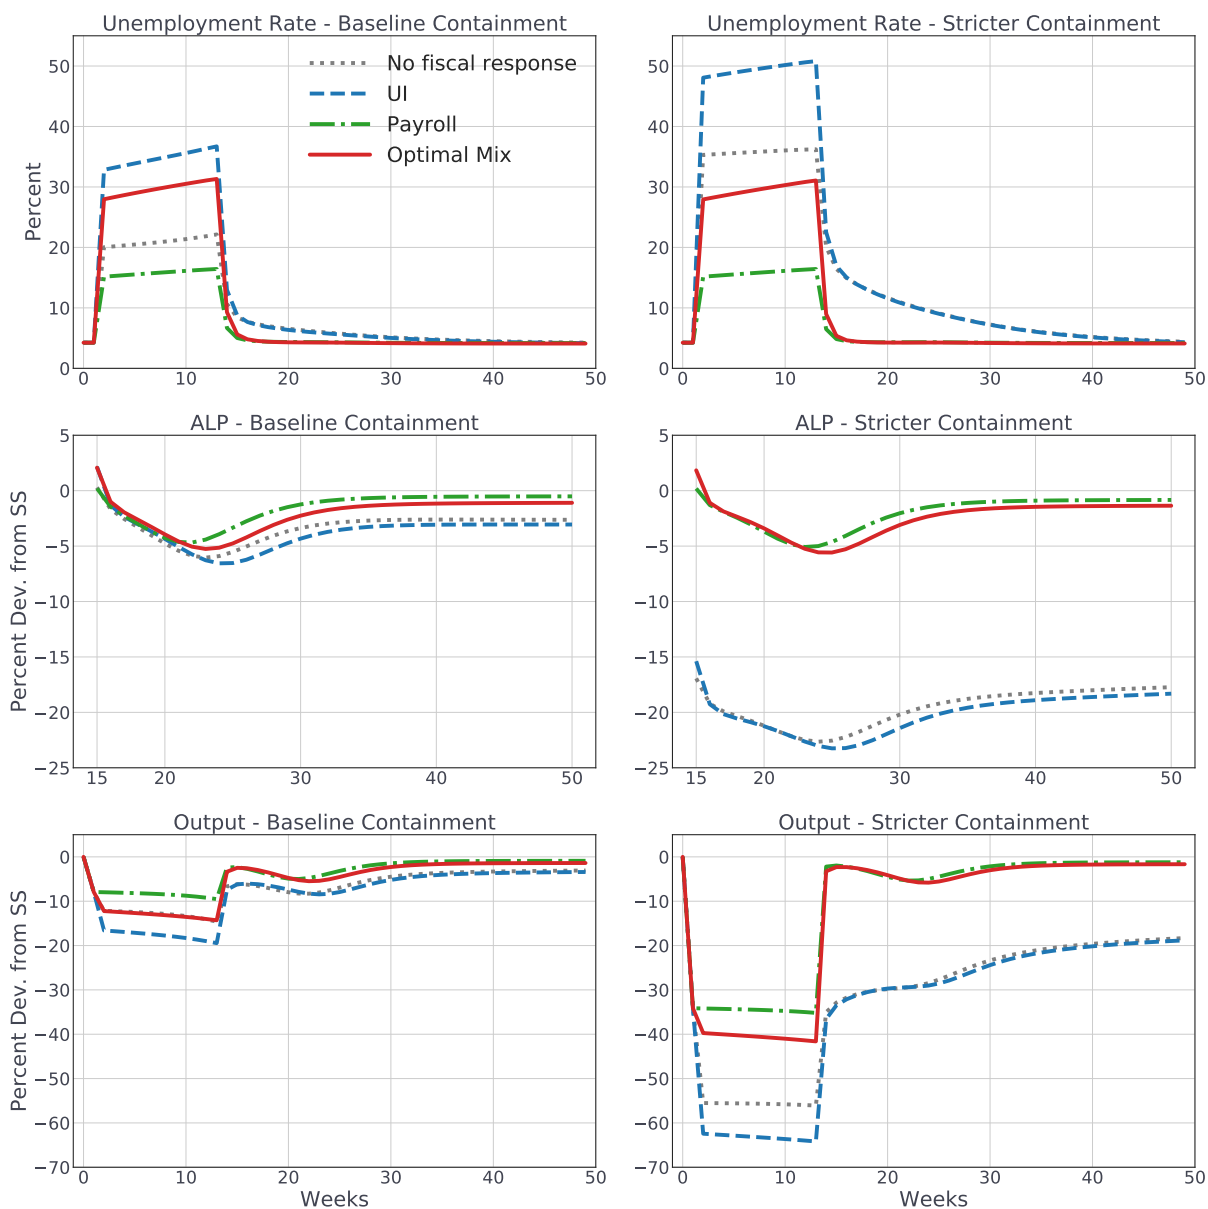 Unemployment Rate - Baseline Containment
Unemployment Rate - Stricter Containment
Percent
50
40
30
20
10
0
No fiscal response
UI
Payroll
Optimal Mix
0 10 20 30 40 50
50
40
30
20
10
0
0 10 20 30 40 50
ALP - Baseline Containment
ALP - Stricter Containment
Percent Dev. from SS
5
0
−5
−10
−15
−20
−25
15 20 30 40 50
5
0
−5
−10
−15
−20
−25
15 20 30 40 50
Output - Baseline Containment
Output - Stricter Containment
Percent Dev. from SS
0
−10
−20
−30
−40
−50
−60
−70
0 10 20 30 40 50
Weeks
0
−10
−20
−30
−40
−50
−60
−70
0 10 20 30 40 50
Weeks